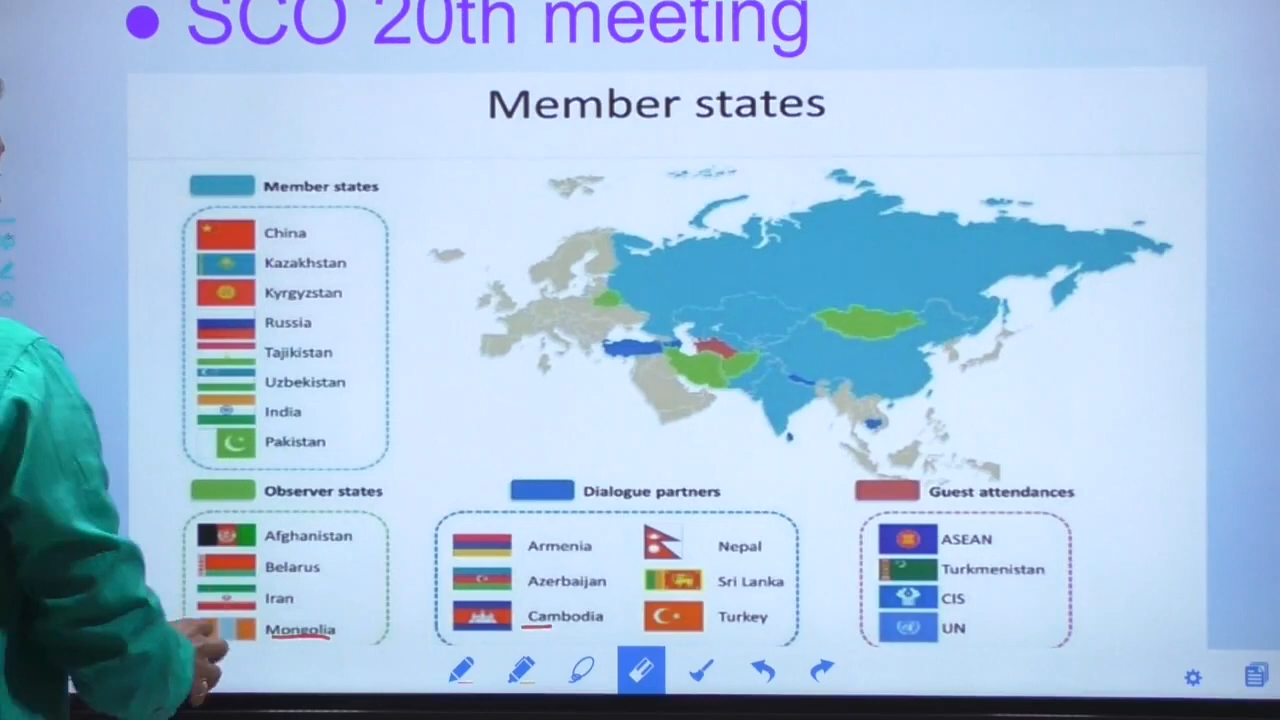 • SCO 20th meeting
Member states
Member states
China
Kazakhstan
Kyrgyzstan
Russia
Tajikistan
Uzbekistan
India
Pakistan
Observer states
Afghanistan
Belarus
Iran
Mongolia
Dialogue partners
Armenia
Azerbaijan
Cambodia
Nepal
Sri Lanka
Turkey
Guest attendances
ASEAN
Turkmenistan
CIS
UN